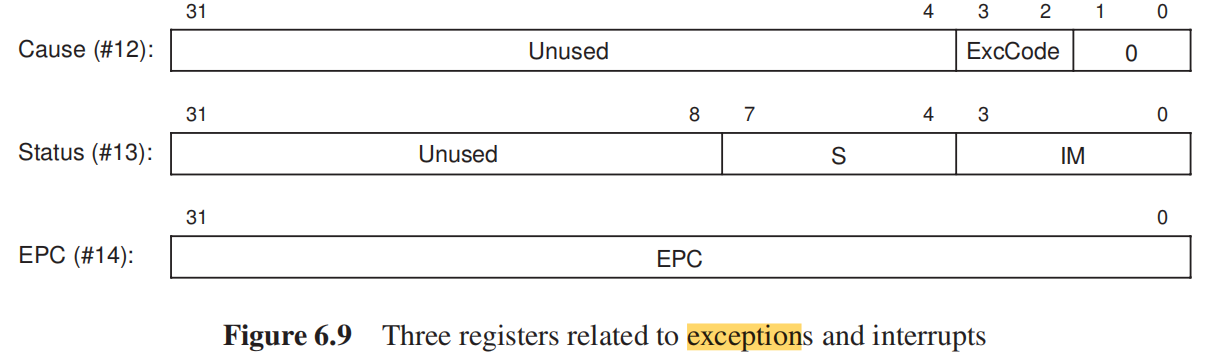 31 4 3 2 1 0
Cause (#12): Unused ExcCode 0
31 8 7 4 3 0
Status (#13): Unused S IM
31 0
EPC (#14): EPC
Figure 6.9 Three registers related to exceptions and interrupts